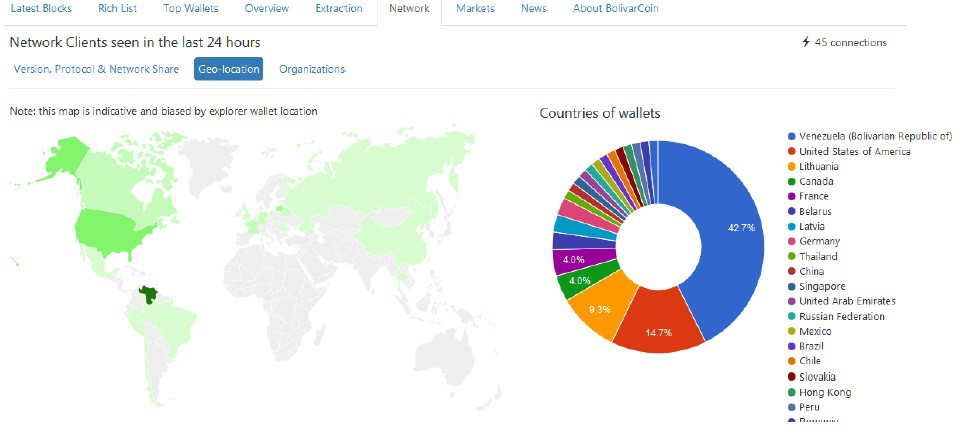 Latest Blocks Rich List Top Wallets Overview Extraction Network Markets News About BolivarCoin
Network Clients seen in the last 24 hours
45 connections
Version, Protocol & Network Share Geo-location Organizations
Note: this map is indicative and biased by explorer wallet location
Countries of wallets
42.7%
14.7%
9.3%
4.0%
4.0%
Venezuela (Bolivarian Republic of)
United States of America
Lithuania
Canada
France
Belarus
Latvia
Germany
Thailand
China
Singapore
United Arab Emirates
Russian Federation
Mexico
Brazil
Chile
Slovakia
Hong Kong
Peru